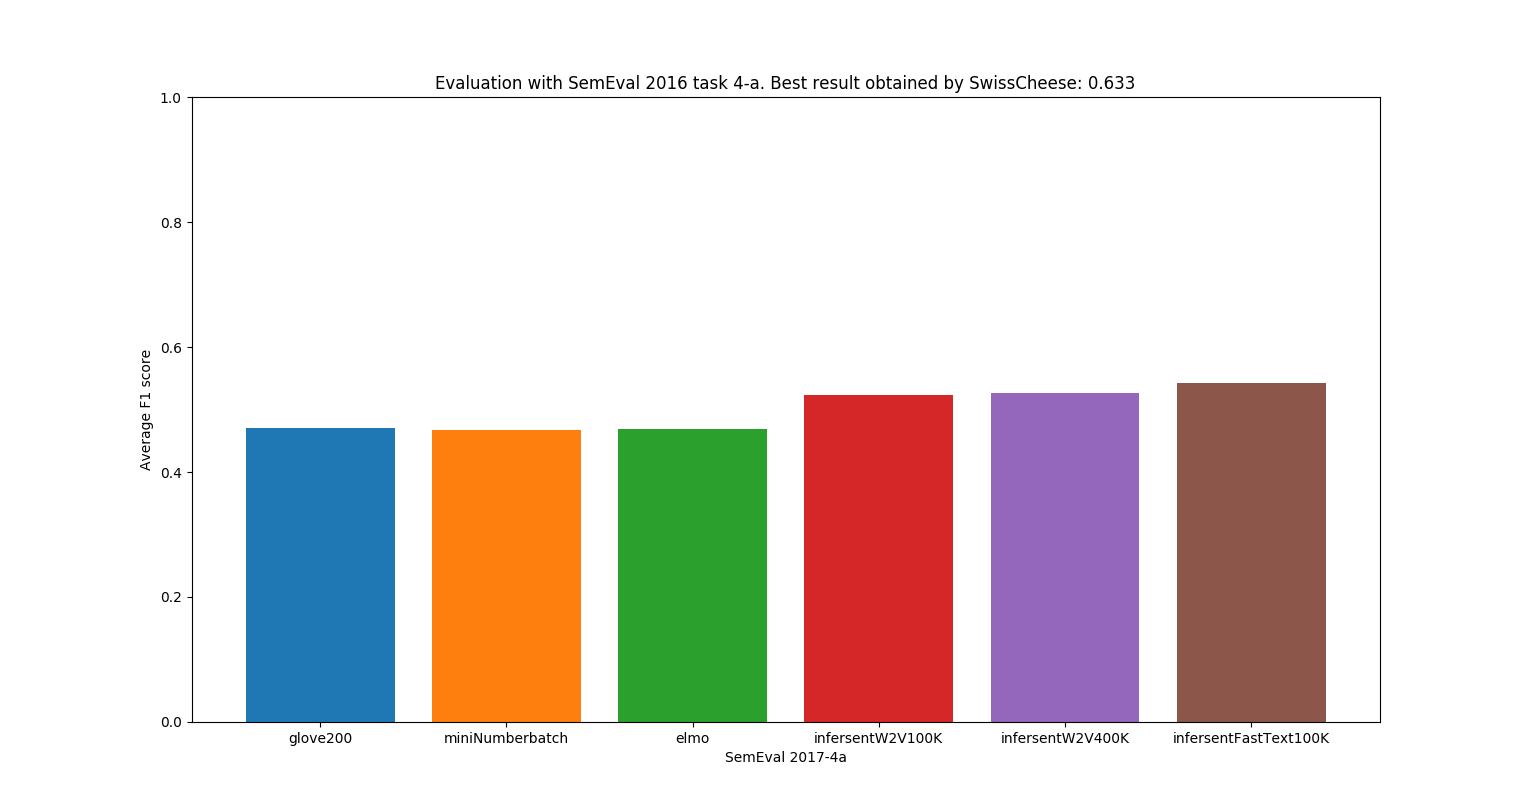 Evaluation with SemEval 2016 task 4-a. Best result obtained by SwissCheese: 0.633
1.0
0.8
0.6
0.4
0.2
0.0
Average F1 score
glove200 miniNumberbatch elmo infersentW2V100K infersentW2V400K infersentFastText100K
SemEval 2017-4a